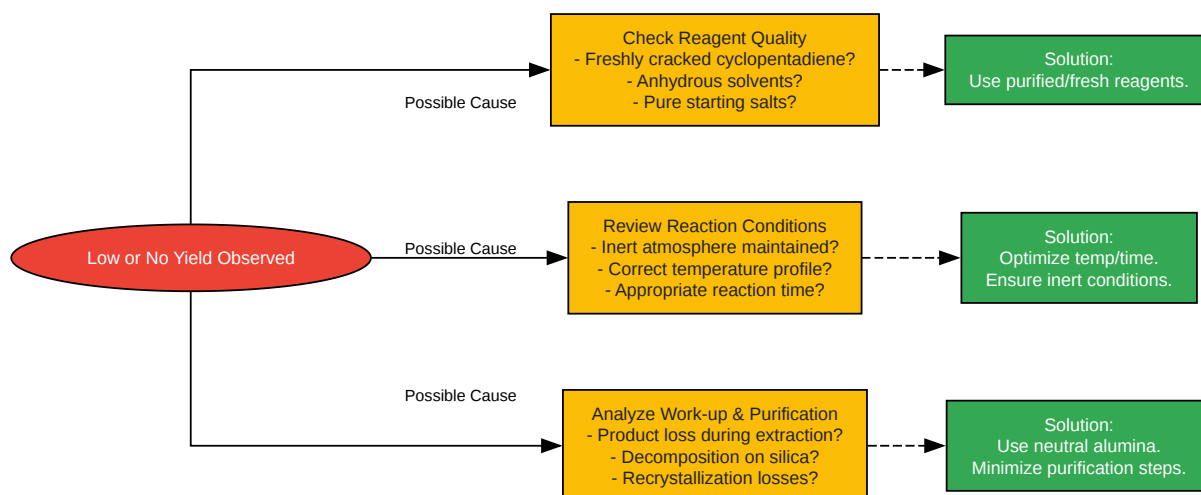 Check Reagent Quality
- Freshly cracked cyclopentadiene?
- Anhydrous solvents?
- Pure starting salts?
Solution:
Use purified/fresh reagents.
Possible Cause
Low or No Yield Observed
Possible Cause
Review Reaction Conditions
- Inert atmosphere maintained?
- Correct temperature profile?
- Appropriate reaction time?
Solution:
Optimize temp/time.
Ensure inert conditions.
Possible Cause
Analyze Work-up & Purification
- Product loss during extraction?
- Decomposition on silica?
- Recrystallization losses?
Solution:
Use neutral alumina.
Minimize purification steps.